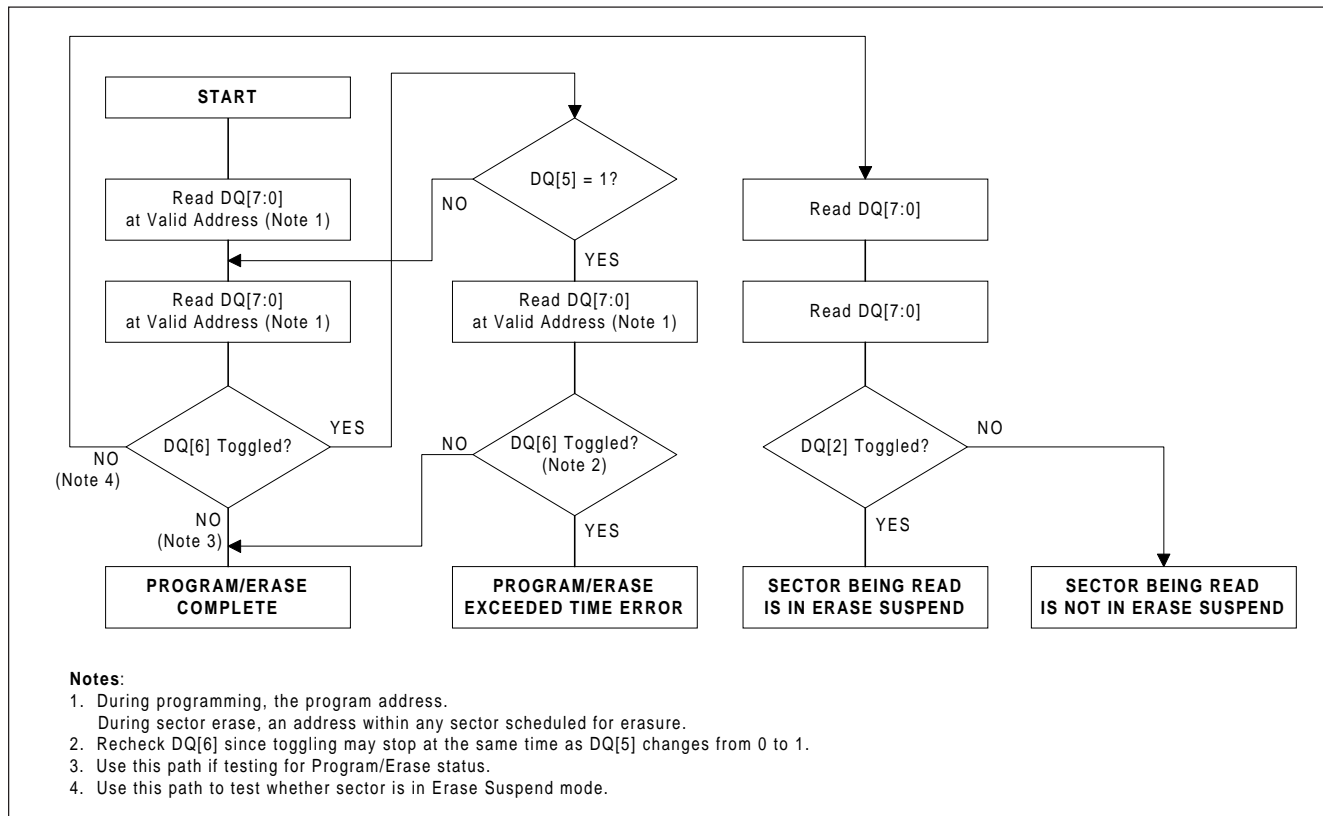 START
Read DQ[7:0]
at Valid Address (Note 1)
Read DQ[7:0]
at Valid Address (Note 1)
DQ[6] Toggled?
YES
NO
(Note 4)
NO
(Note 3)
PROGRAM/ERASE
COMPLETE
DQ[5] = 1?
NO
YES
Read DQ[7:0]
at Valid Address (Note 1)
DQ[6] Toggled?
(Note 2)
NO
YES
PROGRAM/ERASE
EXCEEDED TIME ERROR
Read DQ[7:0]
Read DQ[7:0]
DQ[2] Toggled?
NO
YES
SECTOR BEING READ
IS IN ERASE SUSPEND
SECTOR BEING READ
IS NOT IN ERASE SUSPEND
Notes:
1. During programming, the program address.
During sector erase, an address within any sector scheduled for erasure.
2. Recheck DQ[6] since toggling may stop at the same time as DQ[5] changes from 0 to 1.
3. Use this path if testing for Program/Erase status.
4. Use this path to test whether sector is in Erase Suspend mode.